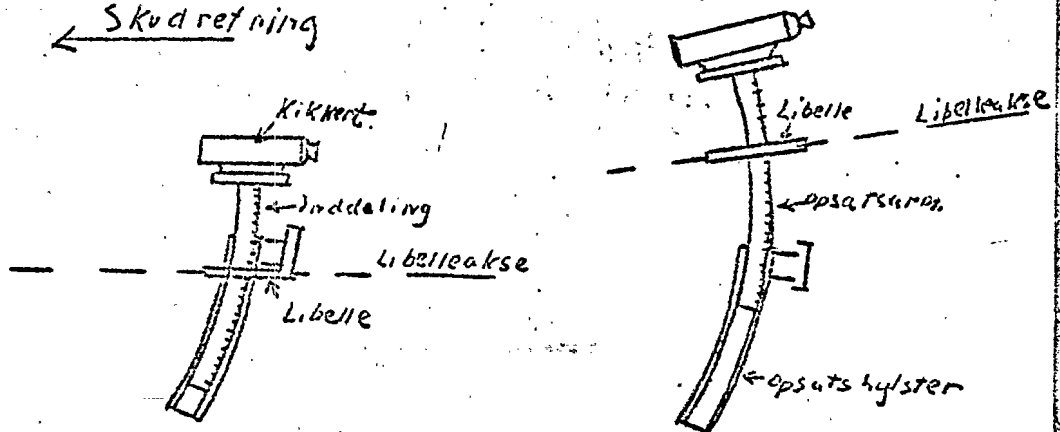 Skudretning
Kikkert.
Inddeling
Libelleakse
Libelle
Libelle
Libelleakse
opsatsarm.
opsatshylster